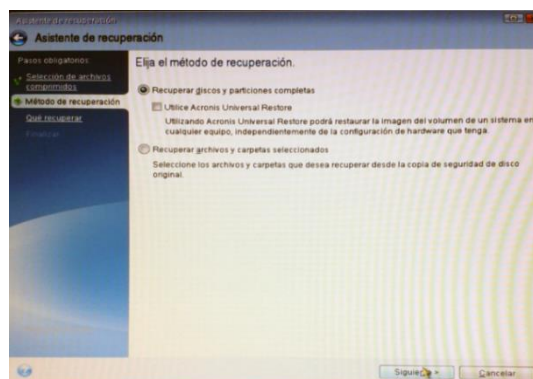 Asistente de recuperación
Asistente de recuperación
Pasos obligatorios:
Selección de archivos
comprimidos
Método de recuperación
Qué recuperar
Finalizar
Elija el método de recuperación.
Recuperar discos y particiones completas
Utilice Acronis Universal Restore
Utilizando Acronis Universal Restore podrá restaurar la imagen del volumen de un sistema en
cualquier equipo, independientemente de la configuración de hardware que tenga.
Recuperar archivos y carpetas seleccionados
Seleccione los archivos y carpetas que desea recuperar desde la copia de seguridad de disco
original.
Siguiente >
Cancelar